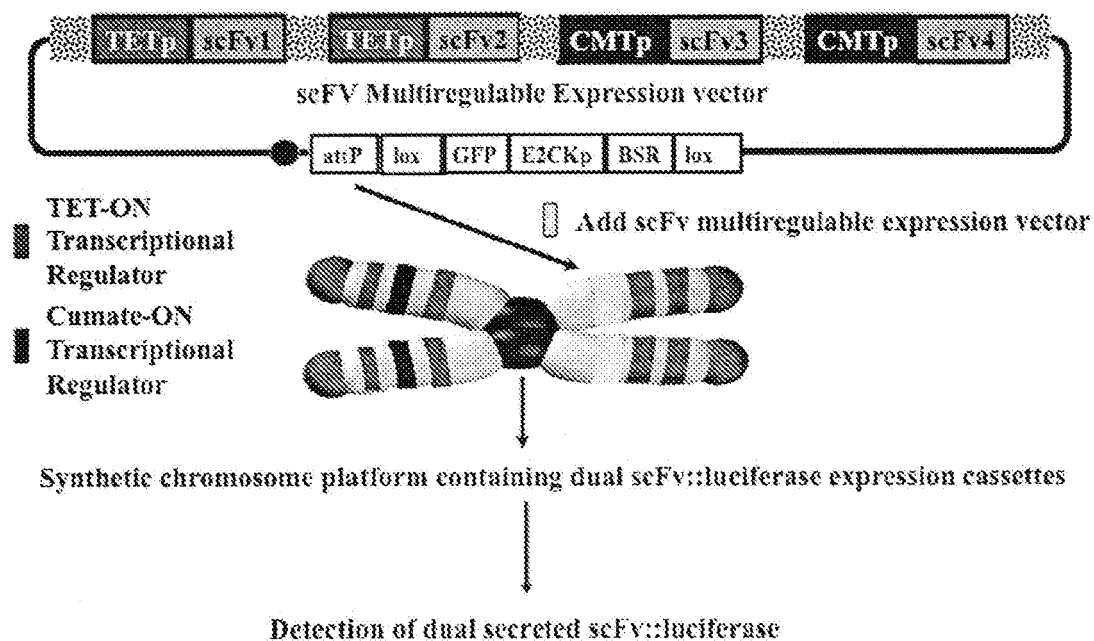 TETp scFv1 TETp scFv2 CMTp scFv3 CMTp scFv4
scFV Multiregulable Expression vector
attP lox GFP E2CKp BSR lox
TET-ON
Transcriptional
Regulator
Add scFv multiregulable expression vector
Cumate-ON
Transcriptional
Regulator
Synthetic chromosome platform containing dual scFv::luciferase expression cassettes
Detection of dual secreted scFv::luciferase